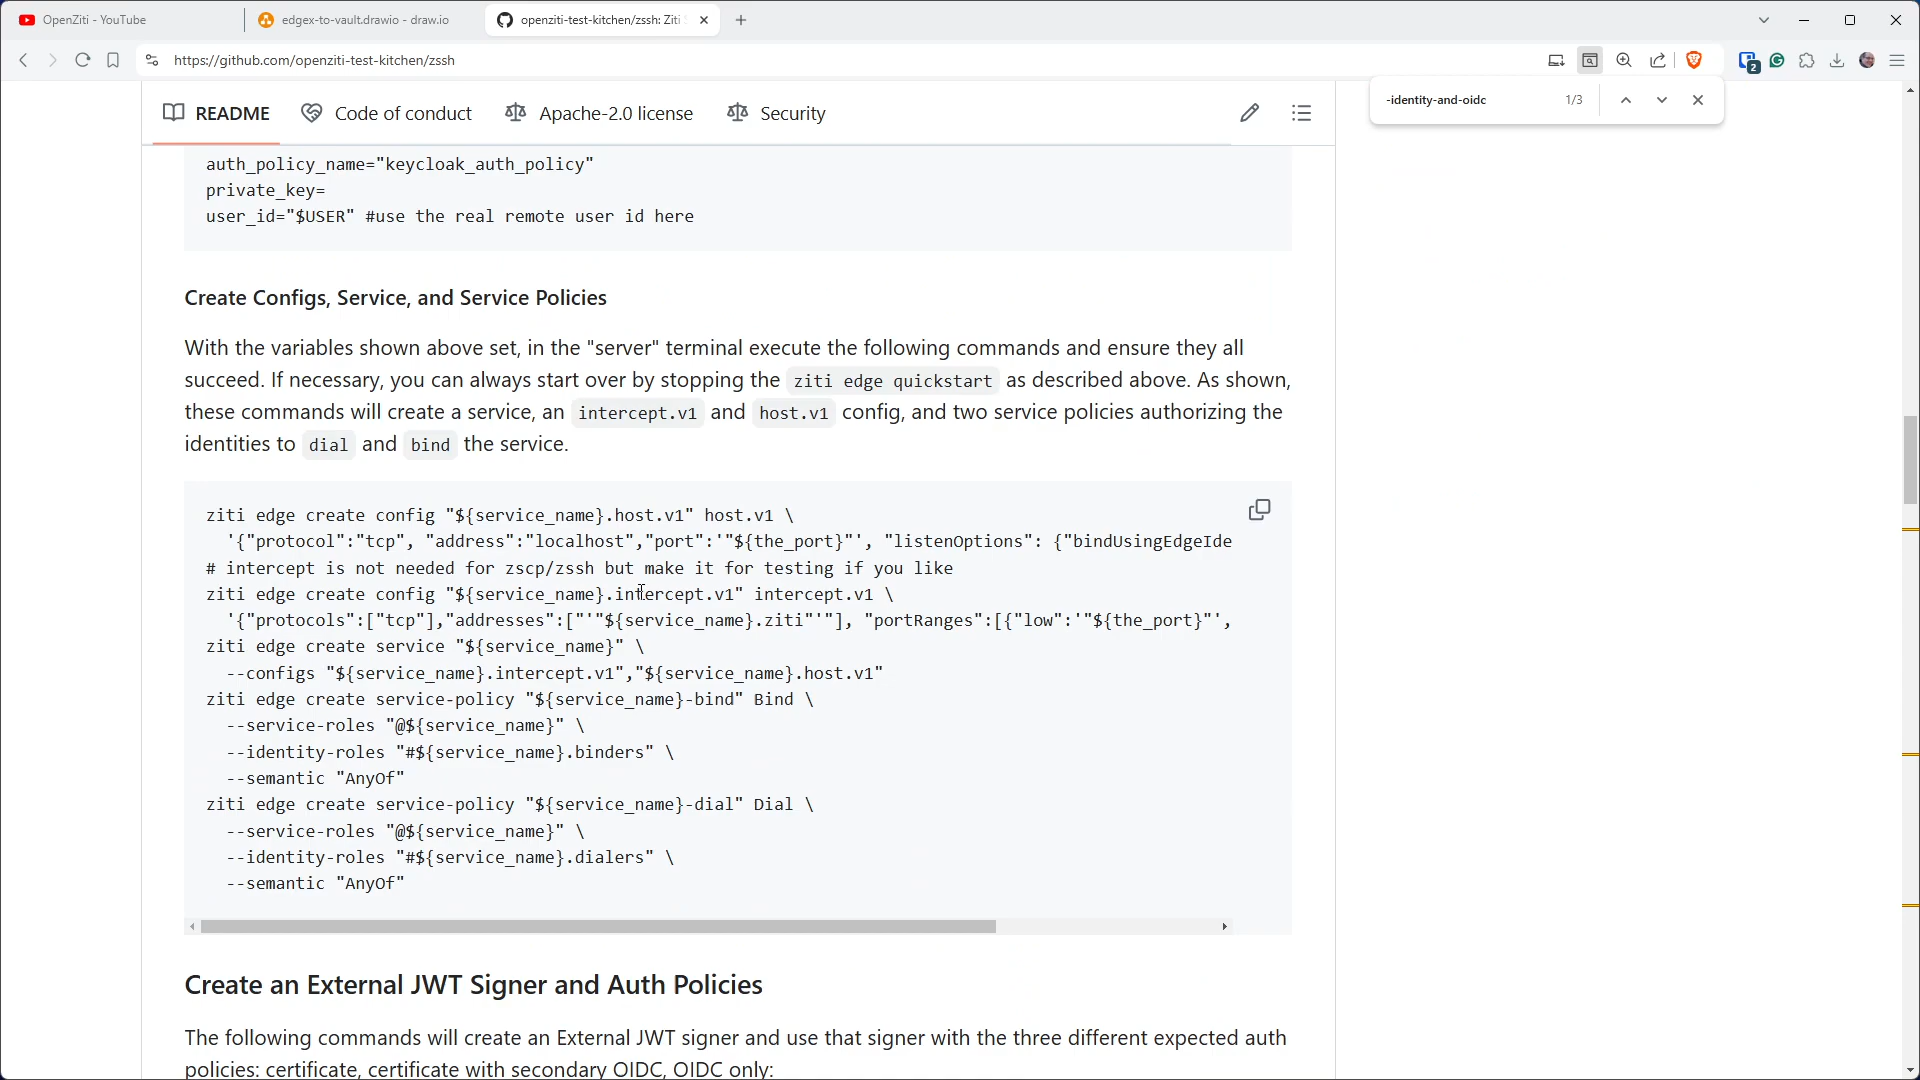 OpenZiti - YouTube
edgex-to-vault.drawio - draw.io
openziti-test-kitchen/zssh: Ziti
https://github.com/openziti-test-kitchen/zssh
2
-identity-and-oidc 1/3
README
Code of conduct
Apache-2.0 license
Security
auth_policy_name="keycloak_auth_policy"
private_key=
user_id="$USER" #use the real remote user id here
Create Configs, Service, and Service Policies
With the variables shown above set, in the "server" terminal execute the following commands and ensure they all
succeed. If necessary, you can always start over by stopping the ziti edge quickstart as described above. As shown,
these commands will create a service, an intercept.v1 and host.v1 config, and two service policies authorizing the
identities to dial and bind the service.
ziti edge create config "${service_name}.host.v1" host.v1 \
'{"protocol":"tcp", "address":"localhost","port":'"${the_port}"', "listenOptions": {"bindUsingEdgeIde
# intercept is not needed for zscp/zssh but make it for testing if you like
ziti edge create config "${service_name}.intercept.v1" intercept.v1 \
'{"protocols":["tcp"],"addresses":["'"${service_name}.ziti"'"], "portRanges":[{"low":'"${the_port}"',
ziti edge create service "${service_name}" \
--configs "${service_name}.intercept.v1","${service_name}.host.v1"
ziti edge create service-policy "${service_name}-bind" Bind \
--service-roles "@${service_name}" \
--identity-roles "#${service_name}.binders" \
--semantic "AnyOf"
ziti edge create service-policy "${service_name}-dial" Dial \
--service-roles "@${service_name}" \
--identity-roles "#${service_name}.dialers" \
--semantic "AnyOf"
Create an External JWT Signer and Auth Policies
The following commands will create an External JWT signer and use that signer with the three different expected auth
policies: certificate, certificate with secondary OIDC, OIDC only: